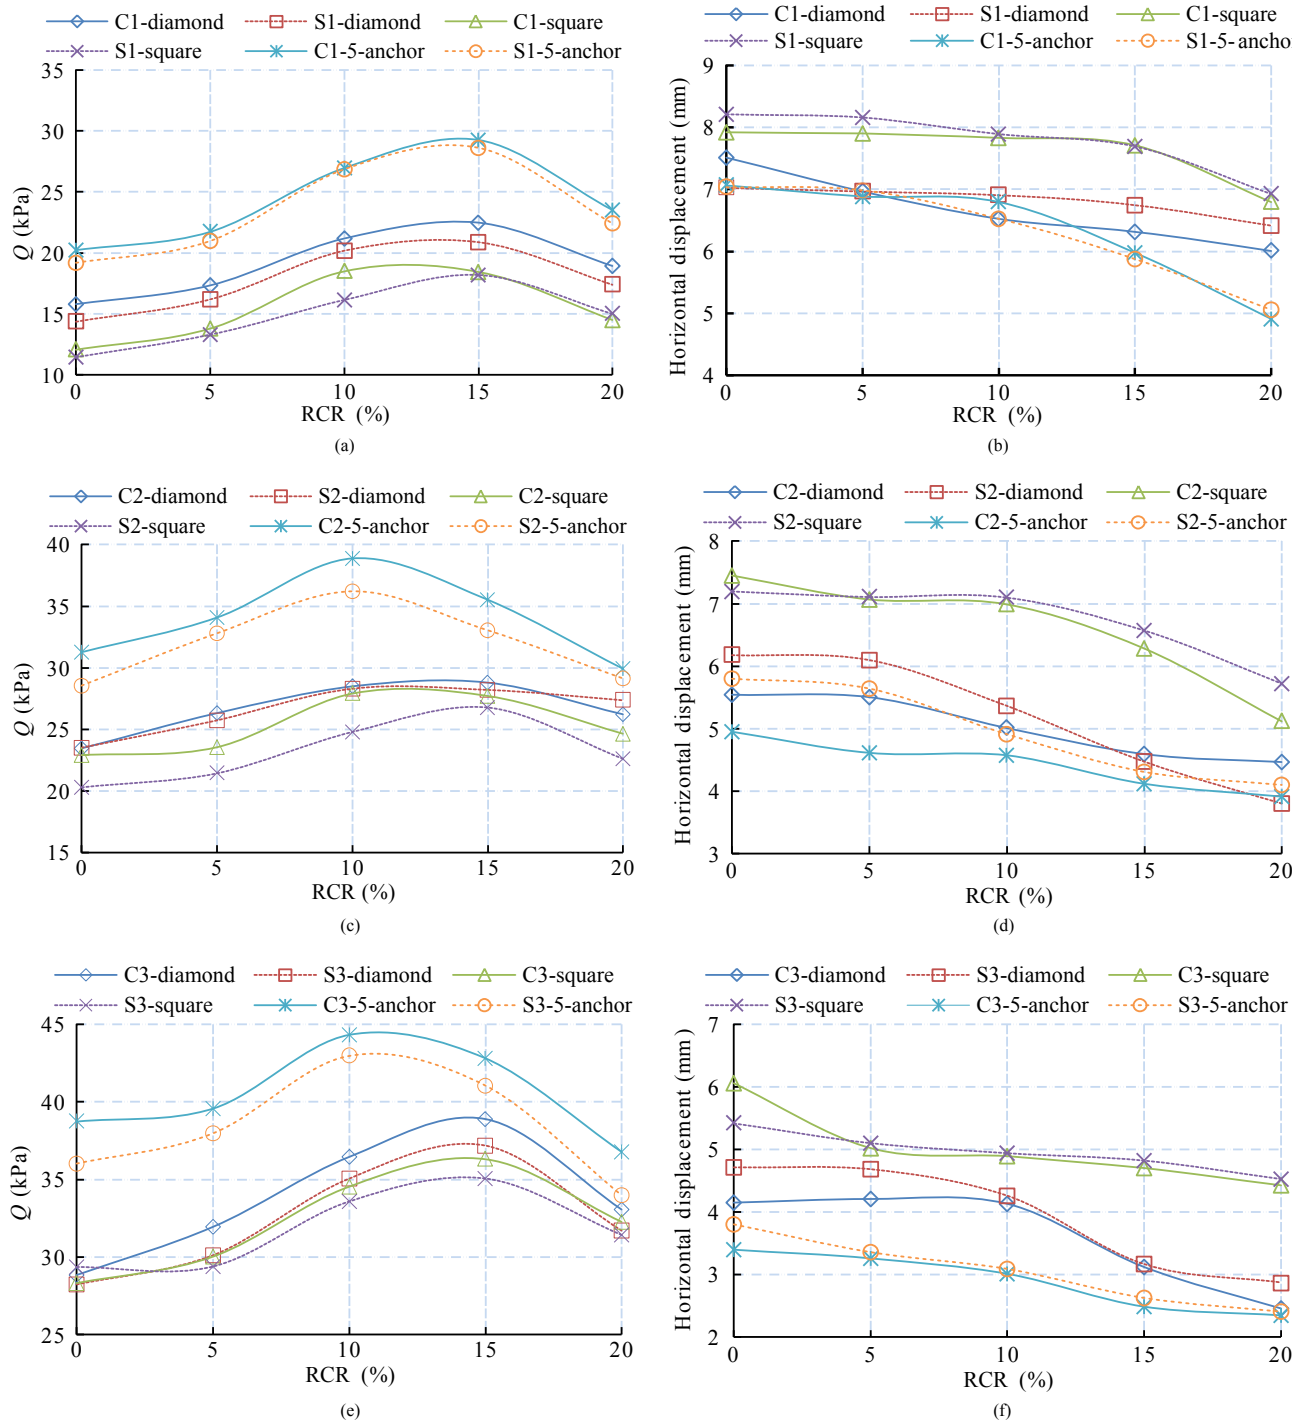 C1-diamond S1-diamond C1-square
S1-square C1-5-anchor S1-5-anchor
35
30
25
20
15
10
Q (kPa)
0 5 10 15 20
RCR (%)
(a)
C1-diamond S1-diamond C1-square
S1-square C1-5-anchor S1-5-ancho
9
8
7
6
5
4
Horizontal displacement (mm)
0 5 10 15 20
RCR (%)
(b)
C2-diamond S2-diamond C2-square
S2-square C2-5-anchor S2-5-anchor
40
35
30
25
20
15
Q (kPa)
0 5 10 15 20
RCR (%)
(c)
C2-diamond S2-diamond C2-square
S2-square C2-5-anchor S2-5-anchor
8
7
6
5
4
3
Horizontal displacement (mm)
0 5 10 15 20
RCR (%)
(d)
C3-diamond S3-diamond C3-square
S3-square C3-5-anchor S3-5-anchor
45
40
35
30
25
Q (kPa)
0 5 10 15 20
RCR (%)
(e)
C3-diamond S3-diamond C3-square
S3-square C3-5-anchor S3-5-anchor
7
6
5
4
3
2
Horizontal displacement (mm)
0 5 10 15 20
RCR (%)
(f)